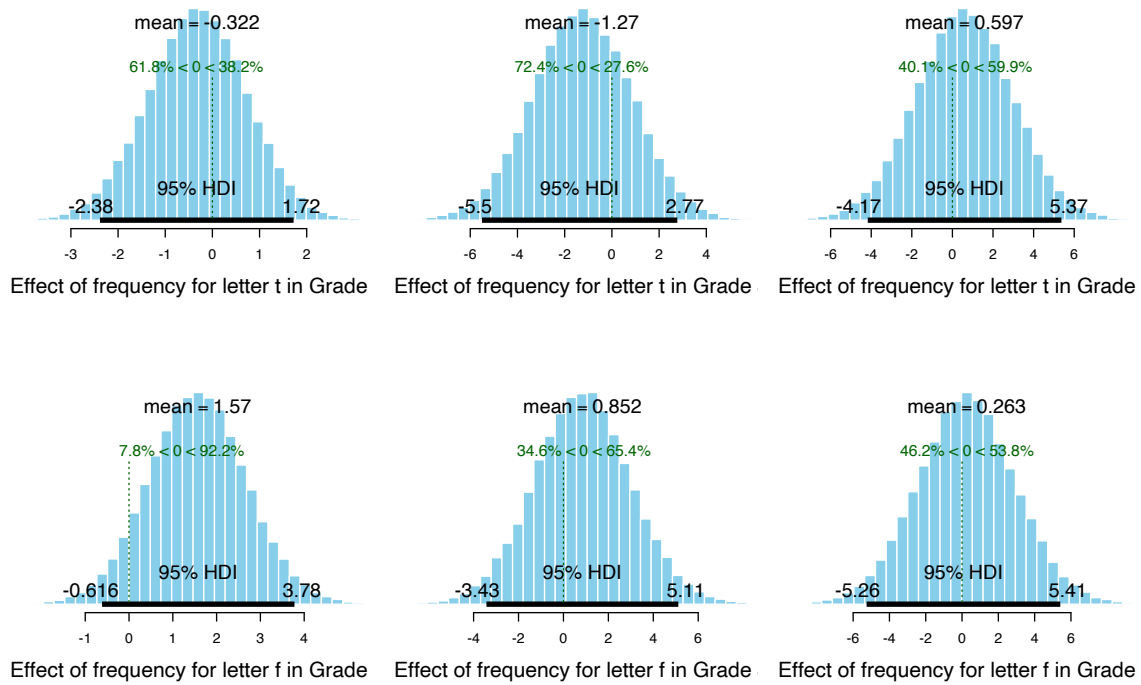 mean = -0.322
61.8% < 0 < 38.2%
95% HDI
-2.38 1.72
-3 -2 -1 0 1 2
Effect of frequency for letter t in Grade
mean = -1.27
72.4% < 0 < 27.6%
95% HDI
-5.5 2.77
-6 -4 -2 0 2 4
Effect of frequency for letter t in Grade
mean = 0.597
40.1% < 0 < 59.9%
95% HDI
-4.17 5.37
-6 -4 -2 0 2 4 6
Effect of frequency for letter t in Grade
mean = 1.57
7.8% < 0 < 92.2%
95% HDI
-0.616 3.78
-1 0 1 2 3 4
Effect of frequency for letter f in Grade
mean = 0.852
34.6% < 0 < 65.4%
95% HDI
-3.43 5.11
-4 -2 0 2 4 6
Effect of frequency for letter f in Grade
mean = 0.263
46.2% < 0 < 53.8%
95% HDI
-5.26 5.41
-6 -4 -2 0 2 4 6
Effect of frequency for letter f in Grade